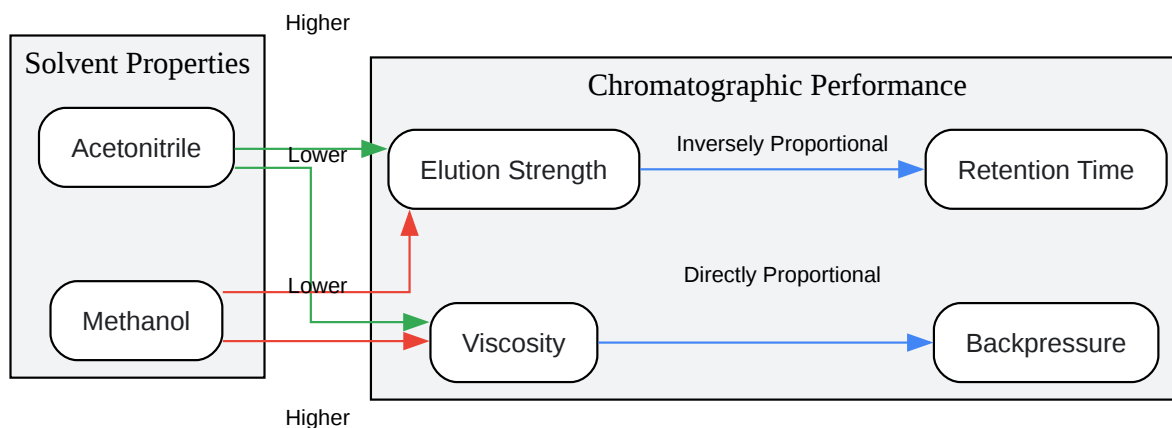 Higher
Solvent Properties
Chromatographic Performance
Acetonitrile
Lower
Elution Strength
Inversely Proportional
Retention Time
Methanol
Lower
Directly Proportional
Viscosity
Backpressure
Higher